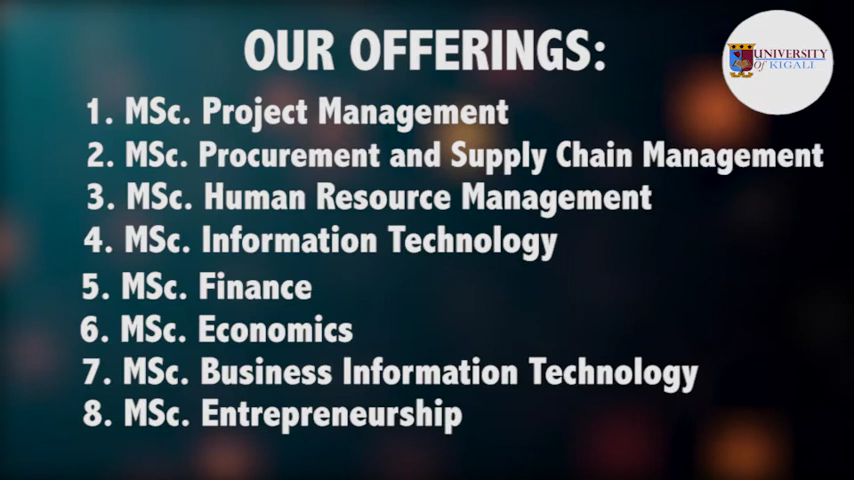 OUR OFFERINGS:
UNIVERSITY
of KIGALI
1. MSc. Project Management
2. MSc. Procurement and Supply Chain Management
3. MSc. Human Resource Management
4. MSc. Information Technology
5. MSc. Finance
6. MSc. Economics
7. MSc. Business Information Technology
8. MSc. Entrepreneurship